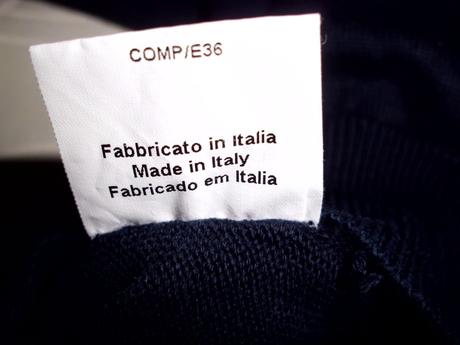 COMP/E36
Fabbricato in Italia
Made in Italy
Fabricado em Italia